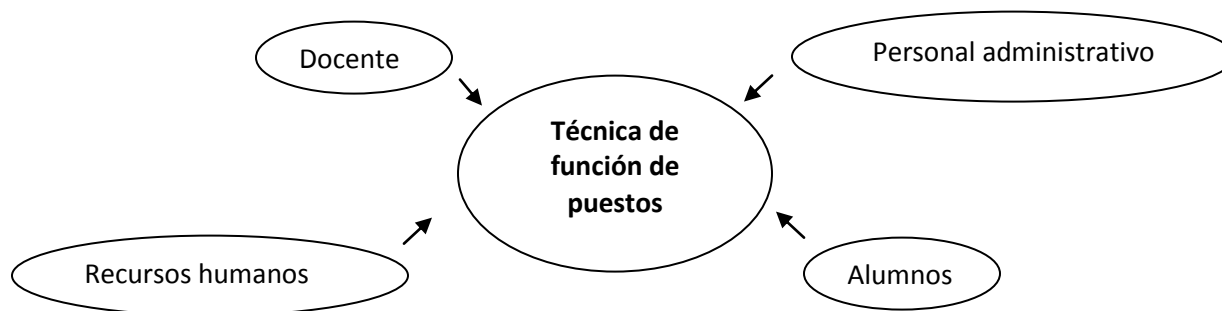 Docente
Personal administrativo
Técnica de
función de
puestos
Recursos humanos
Alumnos